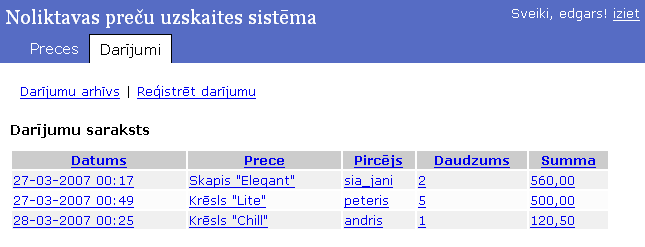 Noliktavas preču uzskaites sistēma
Sveiki, edgars! iziet
Preces Darījumi
Darījumu arhīvs | Reģistrēt darījumu
Darījumu saraksts
Datums Prece Pircējs Daudzums Summa
27-03-2007 00:17 Skapis "Elegant" sia_jani 2 560,00
27-03-2007 00:49 Krēsls "Lite" peteris 5 500,00
28-03-2007 00:25 Krēsls "Chill" andris 1 120,50